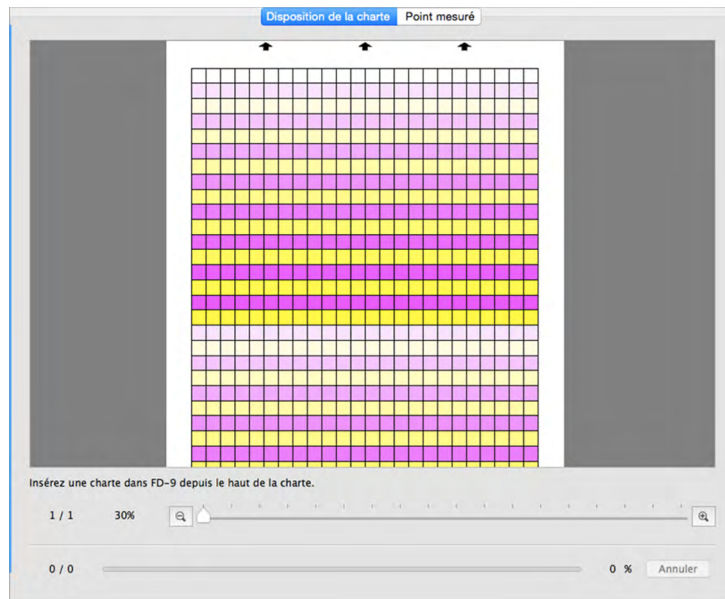 Disposition de la charte Point mesuré
Insérez une charte dans FD-9 depuis le haut de la charte.
1 / 1 30%
0 / 0 0 % Annuler